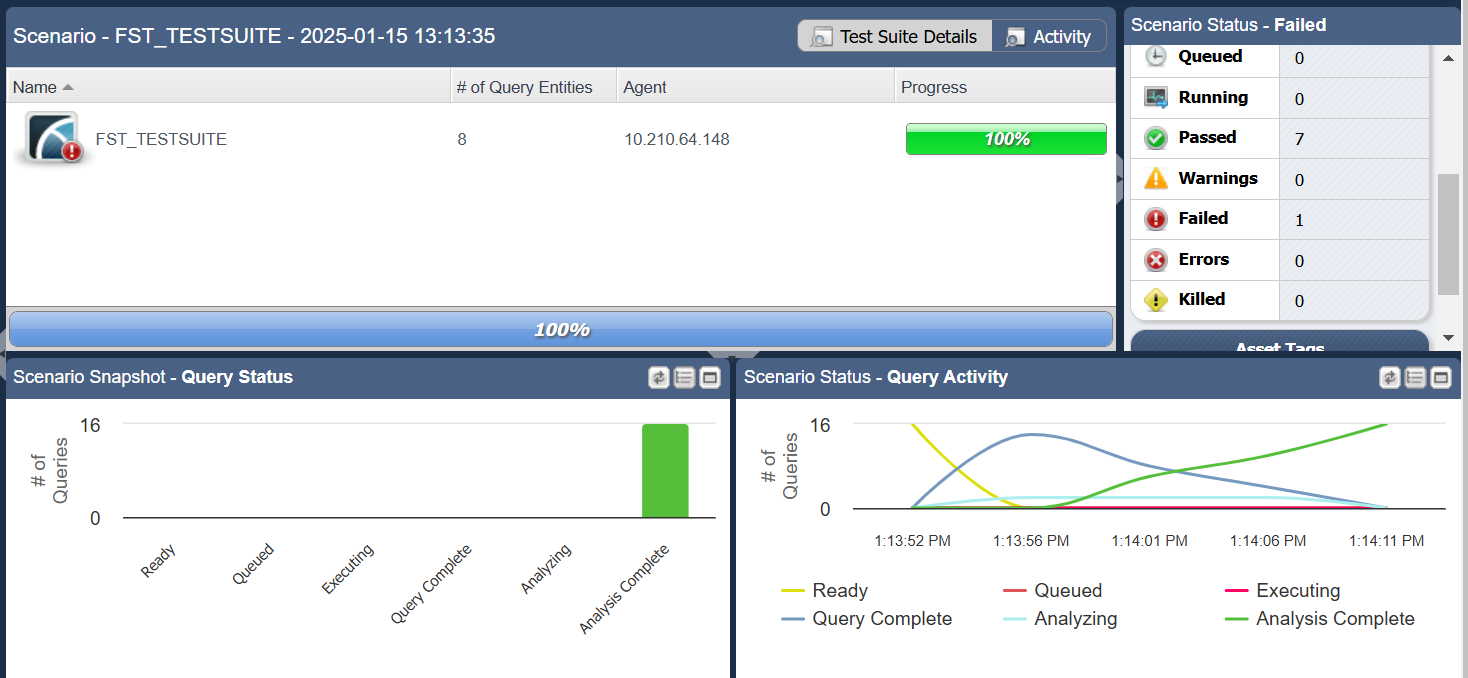 Scenario - FST_TESTSUITE - 2025-01-15 13:13:35
Test Suite Details
Activity
Name
# of Query Entities
Agent
Progress
FST_TESTSUITE
8
10.210.64.148
100%
100%
Scenario Status - Failed
Queued 0
Running 0
Passed 7
Warnings 0
Failed 1
Errors 0
Killed 0
Asset Tags
Scenario Snapshot - Query Status
# of
Queries
16
0
Ready
Queued
Executing
Query Complete
Analyzing
Analysis Complete
Scenario Status - Query Activity
# of
Queries
16
0
1:13:52 PM
1:13:56 PM
1:14:01 PM
1:14:06 PM
1:14:11 PM
Ready
Queued
Executing
Query Complete
Analyzing
Analysis Complete